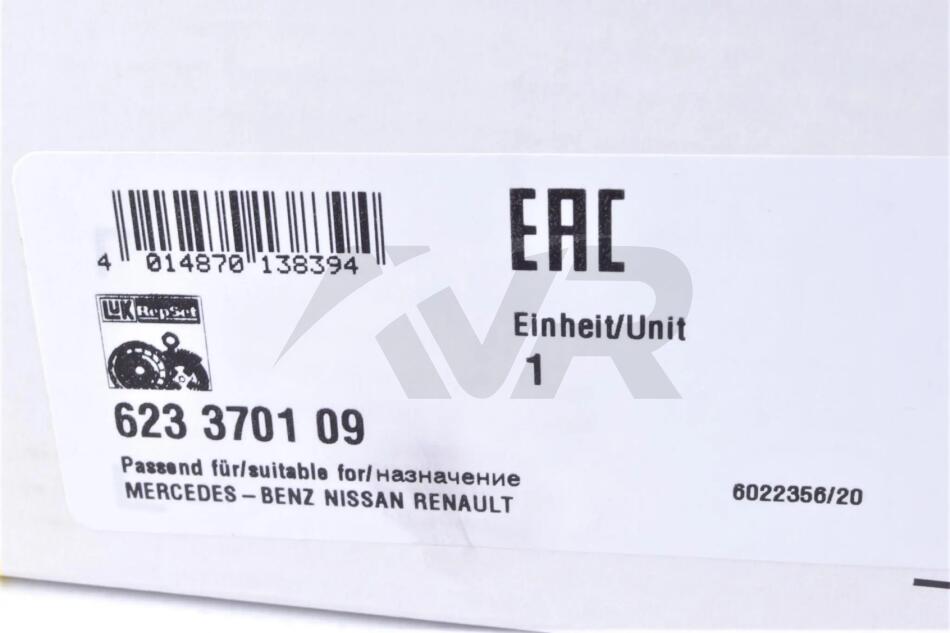 4 014870 138394
EAC
LuK RepSet
Einheit/Unit
1
623 3701 09
Passend für/suitable for/назначение
MERCEDES-BENZ NISSAN RENAULT
6022356/20
VR